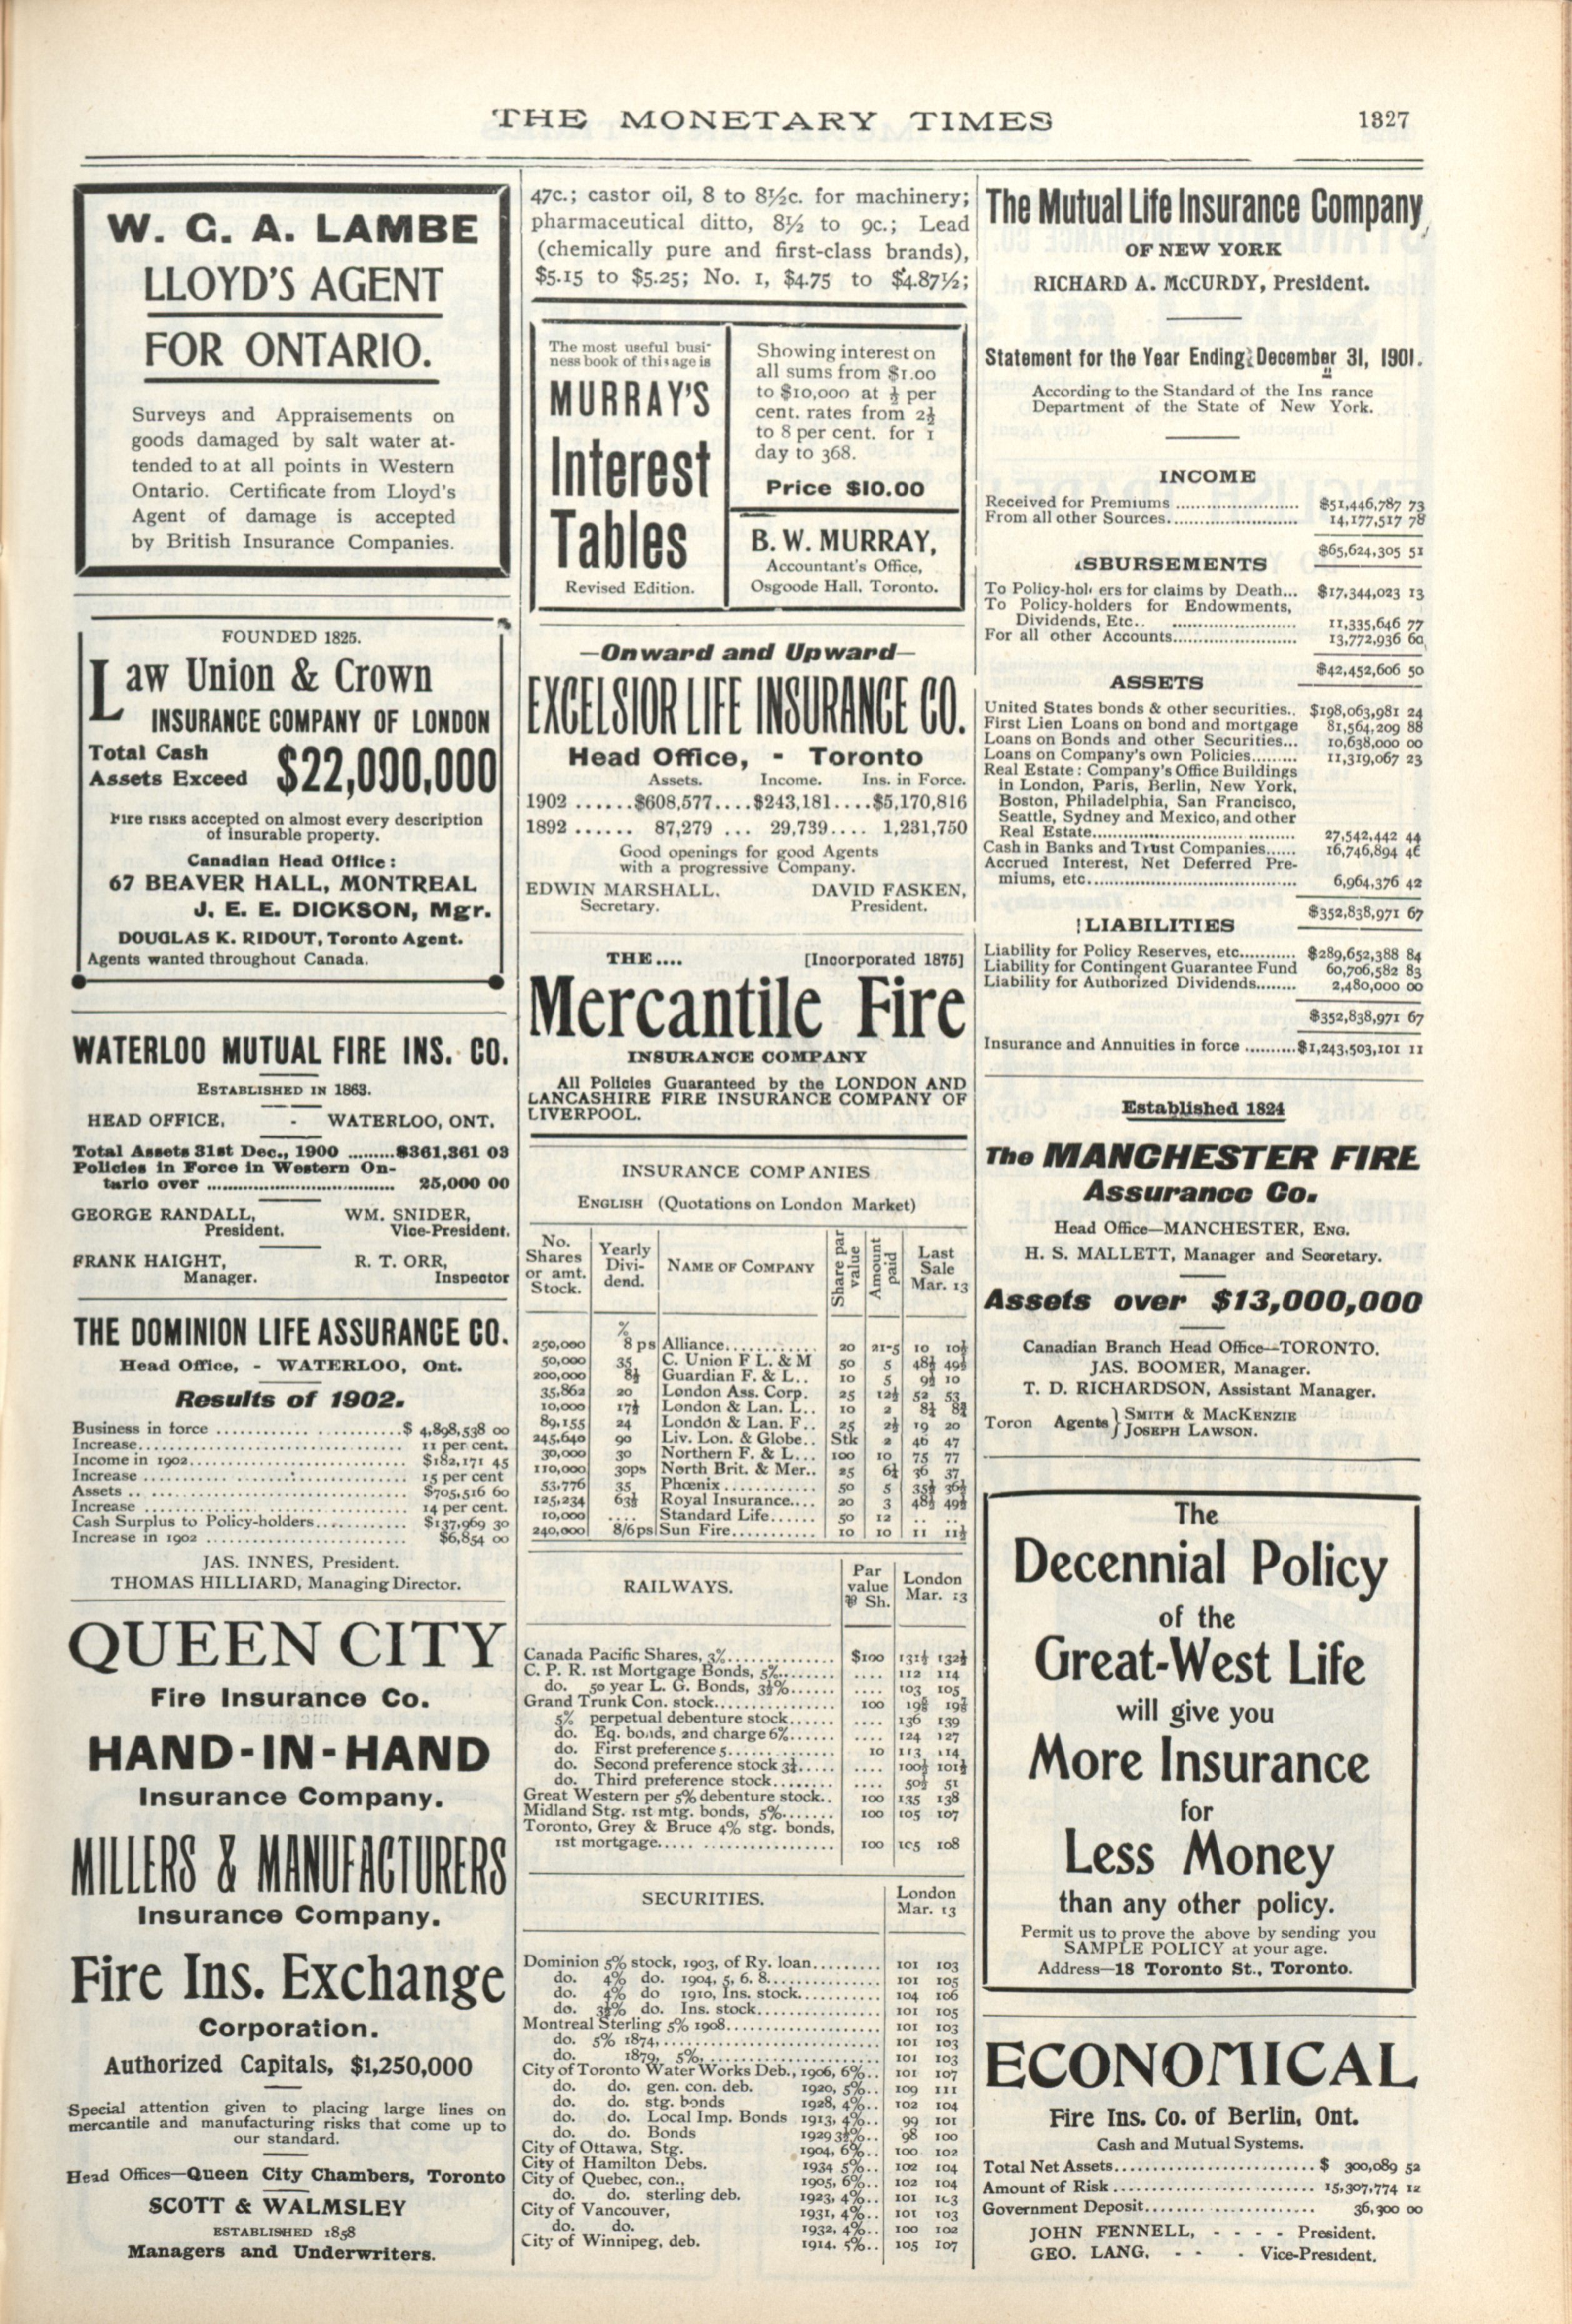 THE MONETARY TIMES 1327
W. G. A. LAMBE
LLOYD'S AGENT
FOR ONTARIO.
Surveys and Appraisements on
goods damaged by salt water at-
tended to at all points in Western
Ontario. Certificate from Lloyd's
Agent of damage is accepted
by British Insurance Companies.
FOUNDED 1825.
Law Union & Crown
INSURANCE COMPANY OF LONDON
Total Cash
Assets Exceed $22,000,000
Fire risks accepted on almost every description
of insurable property.
Canadian Head Office:
67 BEAVER HALL, MONTREAL
J. E. E. DICKSON, Mgr.
DOUGLAS K. RIDOUT, Toronto Agent.
Agents wanted throughout Canada.
WATERLOO MUTUAL FIRE INS. CO.
ESTABLISHED IN 1863.
HEAD OFFICE, - WATERLOO, ONT.
Total Assets 31st Dec., 1900 ........$361,361 03
Policies in Force in Western On-
tario over .................................... 25,000 00
GEORGE RANDALL, WM. SNIDER,
President. Vice-President.
FRANK HAIGHT, R. T. ORR,
Manager. Inspector
THE DOMINION LIFE ASSURANCE CO.
Head Office, - WATERLOO, Ont.
Results of 1902.
Business in force ........................$ 4,898,538 00
Increase.................................... 11 per cent.
Income in 1902............................. $182,171 45
Increase .................................... 15 per cent
Assets .. .................................. $705,516 60
Increase .................................... 14 per cent.
Cash Surplus to Policy-holders............ $137,969 30
Increase in 1902 .......................... $6,854 00
JAS. INNES, President.
THOMAS HILLIARD, Managing Director.
QUEEN CITY
Fire Insurance Co.
HAND-IN-HAND
Insurance Company.
MILLERS & MANUFACTURERS
Insurance Company.
Fire Ins. Exchange
Corporation.
Authorized Capitals, $1,250,000
Special attention given to placing large lines on
mercantile and manufacturing risks that come up to
our standard.
Head Offices—Queen City Chambers, Toronto
SCOTT & WALMSLEY
ESTABLISHED 1858
Managers and Underwriters.
47c.; castor oil, 8 to 8½c. for machinery;
pharmaceutical ditto, 8½ to 9c.; Lead
(chemically pure and first-class brands),
$5.15 to $5.25; No. 1, $4.75 to $4.87½;
The most useful busi-
ness book of this age is
MURRAY'S
Interest
Tables
Revised Edition.
Showing interest on
all sums from $1.00
to $10,000 at ½ per
cent. rates from 2½
to 8 per cent. for 1
day to 368.
Price $10.00
B. W. MURRAY,
Accountant's Office,
Osgoode Hall, Toronto.
—Onward and Upward—
EXCELSIOR LIFE INSURANCE CO.
Head Office, - Toronto
Assets. Income. Ins. in Force.
1902 ......$608,577....$243,181....$5,170,816
1892 ...... 87,279 ... 29,739.... 1,231,750
Good openings for good Agents
with a progressive Company.
EDWIN MARSHALL. DAVID FASKEN,
Secretary. President.
THE.... [Incorporated 1875]
Mercantile Fire
INSURANCE COMPANY
All Policies Guaranteed by the LONDON AND
LANCASHIRE FIRE INSURANCE COMPANY OF
LIVERPOOL.
INSURANCE COMPANIES
ENGLISH (Quotations on London Market)
No. Shares or amt. Stock. Yearly Divi-dend. NAME OF COMPANY Share par value Amount paid Last Sale Mar. 13
%
250,000 8 ps Alliance............ 20 21-5 10 10½
50,000 35 C. Union F L. & M 50 5 48½ 49½
200,000 8½ Guardian F. & L.. 10 5 9½ 10
35,862 20 London Ass. Corp. 25 12½ 52 53
10,000 17½ London & Lan. L.. 10 2 8¼ 8¾
89,155 24 London & Lan. F.. 25 2½ 19 20
245,640 90 Liv. Lon. & Globe.. Stk 2 46 47
30,000 30 Northern F. & L... 100 10 75 77
110,000 30ps North Brit. & Mer.. 25 6¼ 36 37
53,776 35 Phœnix............. 50 5 35½ 36½
125,234 63½ Royal Insurance.... 20 3 48½ 49½
10,000 .... Standard Life...... 50 12 .. ..
240,000 8/6ps Sun Fire........... 10 10 11 11½
RAILWAYS. Par value ⅌ Sh. London Mar. 13
Canada Pacific Shares, 3%.............. $100 131½ 132½
C. P. R. 1st Mortgage Bonds, 5%........ .... 112 114
do. 50 year L. G. Bonds, 3½%...... .... 103 105
Grand Trunk Con. stock............... 100 19⅝ 19⅞
5% perpetual debenture stock...... .... 136 139
do. Eq. bonds, and charge 6%...... .... 124 127
do. First preference 5............. 10 113 114
do. Second preference stock 3¼..... .... 100½ 101½
do. Third preference stock........ .... 50½ 51
Great Western per 5% debenture stock.. 100 135 138
Midland Stg. 1st mtg. bonds, 5%....... 100 105 107
Toronto, Grey & Bruce 4% stg. bonds,
1st mortgage...................... 100 105 108
SECURITIES. London Mar. 13
Dominion 5% stock, 1903, of Ry. loan......... 101 103
do. 4% do. 1904, 5, 6. 8............... 101 105
do. 4% do 1910, Ins. stock........... 104 106
do. 3½% do. Ins. stock................ 101 105
Montreal Sterling 5% 1908.................... 101 103
do. 5% 1874,............................ 101 103
do. 1879, 5%,....................... 101 103
City of Toronto Water Works Deb., 1906, 6%.. 101 107
do. do. gen. con. deb. 1920, 5%.. 109 111
do. do. stg. bonds 1928, 4%.. 102 104
do. do. Local Imp. Bonds 1913, 4%.. 99 101
do. do. Bonds 1929 3½%.. 98 100
City of Ottawa, Stg. 1904, 6%.. 100 102
City of Hamilton Debs. 1934 5%.. 102 104
City of Quebec, con., 1905, 6%.. 102 104
do. do. sterling deb. 1923, 4%.. 101 103
City of Vancouver, 1931, 4%.. 101 103
do. do. 1932, 4%.. 100 102
City of Winnipeg, deb. 1914, 5%.. 105 107
The Mutual Life Insurance Company
OF NEW YORK
RICHARD A. McCURDY, President.
Statement for the Year Ending December 31, 1901.
According to the Standard of the Ins rance
Department of the State of New York.
INCOME
Received for Premiums ........................ $51,446,787 73
From all other Sources......................... 14,177,517 78
$65,624,305 51
ISBURSEMENTS
To Policy-hol ers for claims by Death... $17,344,023 13
To Policy-holders for Endowments,
Dividends, Etc.. ........................ 11,335,646 77
For all other Accounts........................ 13,772,936 60
$42,452,606 50
ASSETS
United States bonds & other securities.. $198,063,981 24
First Lien Loans on bond and mortgage 81,564,209 88
Loans on Bonds and other Securities... 10,638,000 00
Loans on Company's own Policies......... 11,319,067 23
Real Estate: Company's Office Buildings
in London, Paris, Berlin, New York,
Boston, Philadelphia, San Francisco,
Seattle, Sydney and Mexico, and other
Real Estate........................................ 27,542,442 44
Cash in Banks and Trust Companies...... 16,746,894 46
Accrued Interest, Net Deferred Pre-
miums, etc......................................... 6,964,376 42
$352,838,971 67
LIABILITIES
Liability for Policy Reserves, etc........... $289,652,388 84
Liability for Contingent Guarantee Fund 60,706,582 83
Liability for Authorized Dividends........ 2,480,000 00
$352,838,971 67
Insurance and Annuities in force ..........$1,243,503,101 11
Established 1824
The MANCHESTER FIRE
Assurance Co.
Head Office—MANCHESTER, ENG.
H. S. MALLETT, Manager and Secretary.
Assets over $13,000,000
Canadian Branch Head Office—TORONTO.
JAS. BOOMER, Manager.
T. D. RICHARDSON, Assistant Manager.
Toron Agents } SMITH & MACKENZIE
JOSEPH LAWSON.
The
Decennial Policy
of the
Great-West Life
will give you
More Insurance
for
Less Money
than any other policy.
Permit us to prove the above by sending you
SAMPLE POLICY at your age.
Address—18 Toronto St., Toronto.
ECONOMICAL
Fire Ins. Co. of Berlin, Ont.
Cash and Mutual Systems.
Total Net Assets............................ $ 300,089 52
Amount of Risk ............................ 15,307,774 12
Government Deposit........................ 36,300 00
JOHN FENNELL, - - - - President.
GEO. LANG, - - - Vice-President.